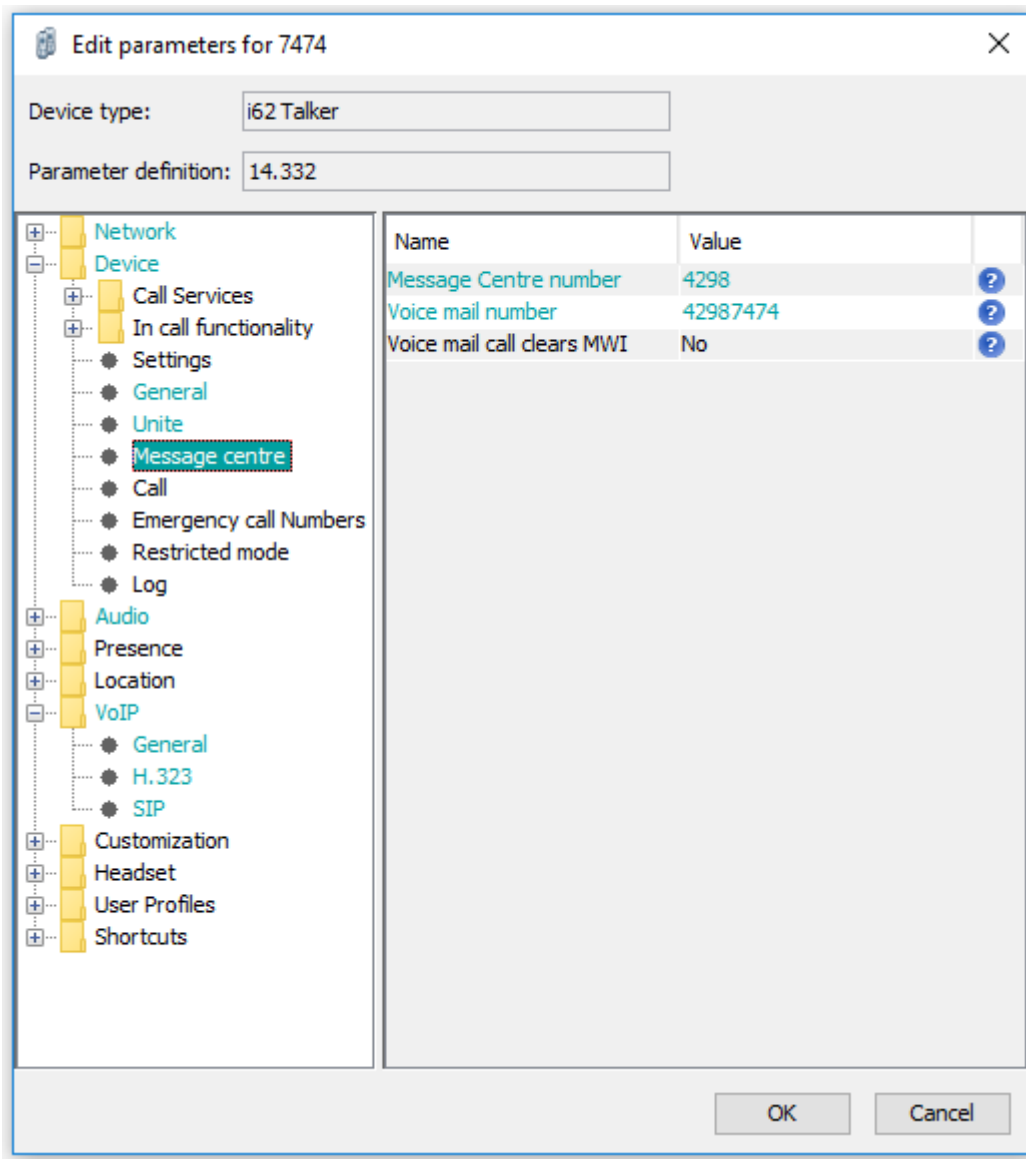 Edit parameters for 7474
Device type: i62 Talker
Parameter definition: 14.332
Network
Device
Call Services
In call functionality
Settings
General
Unite
Message centre
Call
Emergency call Numbers
Restricted mode
Log
Audio
Presence
Location
VoIP
General
H.323
SIP
Customization
Headset
User Profiles
Shortcuts
Name Value
Message Centre number 4298 ?
Voice mail number 42987474 ?
Voice mail call clears MWI No ?
OK Cancel